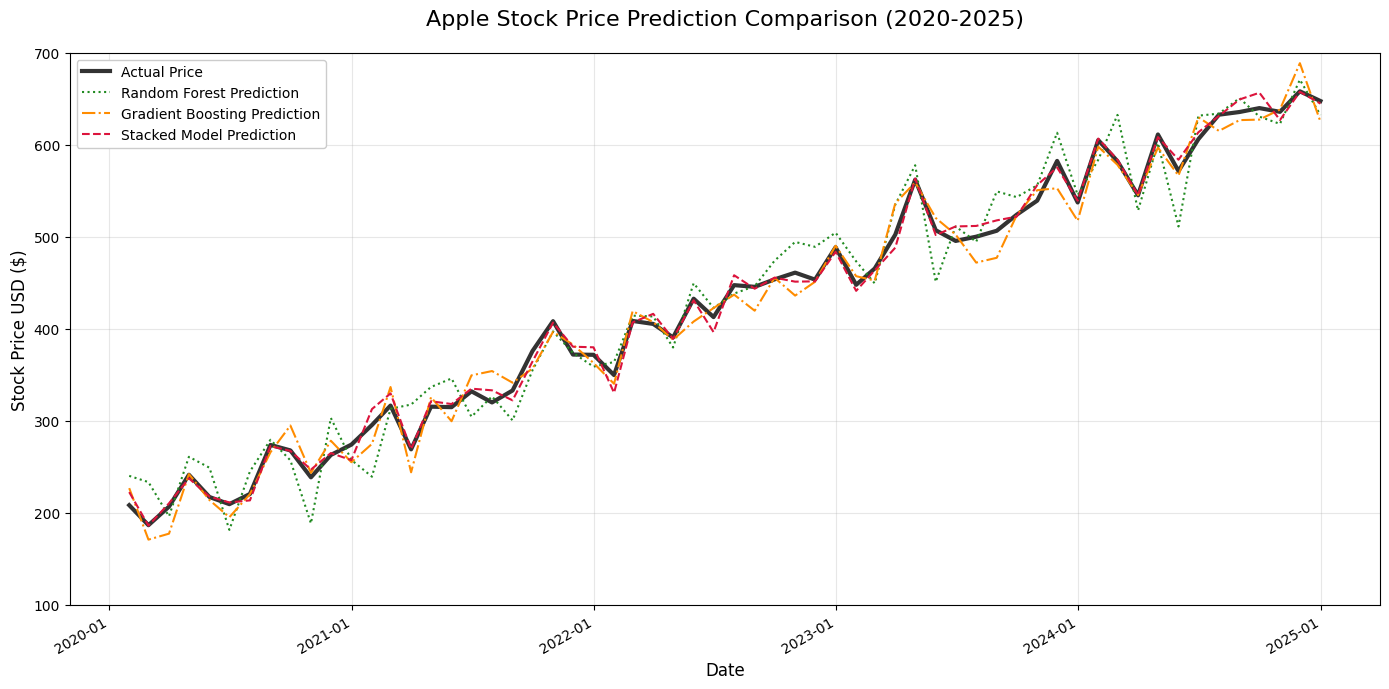 Apple Stock Price Prediction Comparison (2020-2025)
Actual Price
Random Forest Prediction
Gradient Boosting Prediction
Stacked Model Prediction
Stock Price USD ($)
700
600
500
400
300
200
100
2020-01
2021-01
2022-01
2023-01
2024-01
2025-01
Date